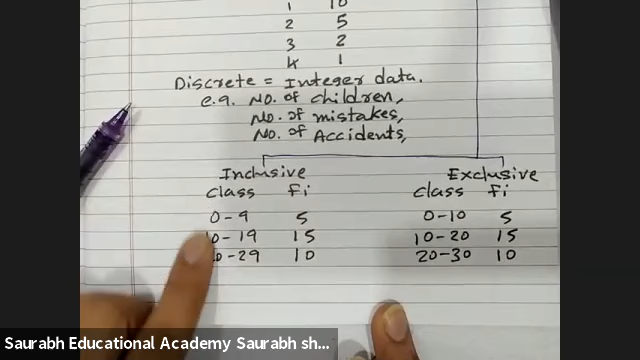 1 10
2 5
3 2
4 1
Discrete = Integer data.
e.g. No. of children,
No. of mistakes,
No. of Accidents,
Inclusive Exclusive
class fi class fi
0-9 5 0-10 5
10-19 15 10-20 15
20-29 10 20-30 10
Saurabh Educational Academy Saurabh sh...